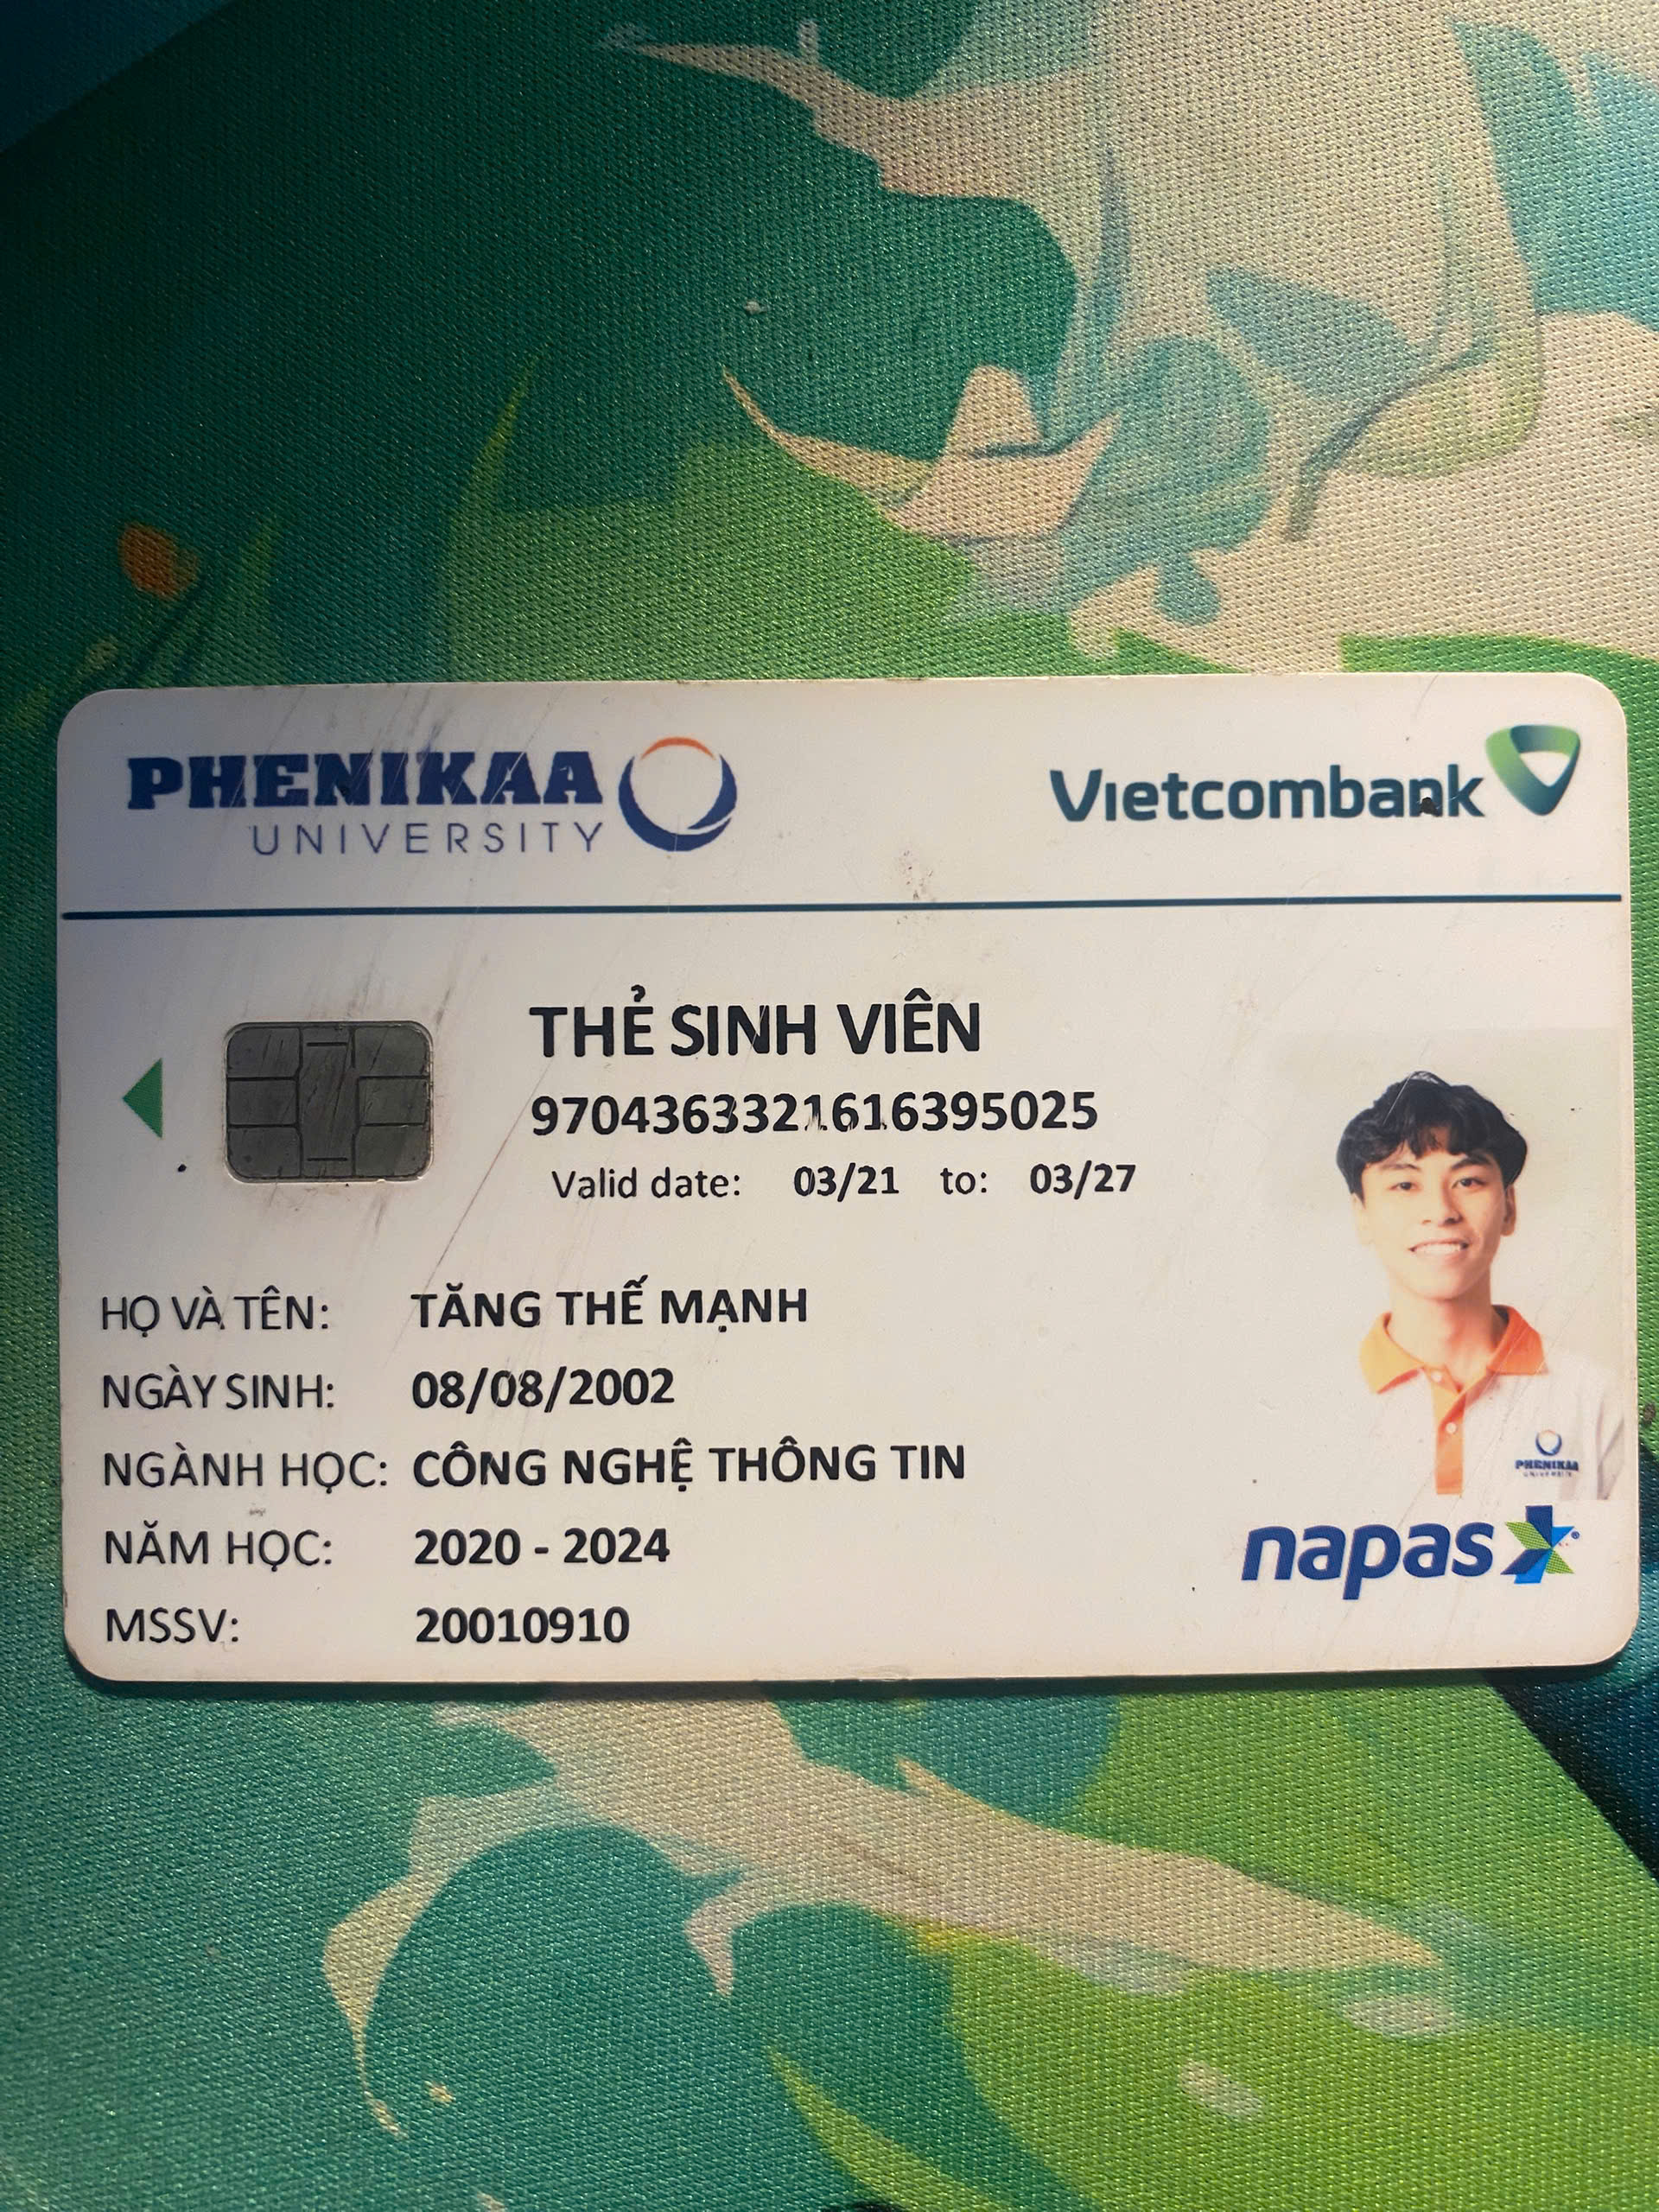 PHENIKAA
UNIVERSITY
Vietcombank
THẺ SINH VIÊN
9704363321616395025
Valid date: 03/21 to: 03/27
HỌ VÀ TÊN: TĂNG THẾ MẠNH
NGÀY SINH: 08/08/2002
NGÀNH HỌC: CÔNG NGHỆ THÔNG TIN
NĂM HỌC: 2020 - 2024
MSSV: 20010910
PHENIKAA
UNIVERSITY
napas